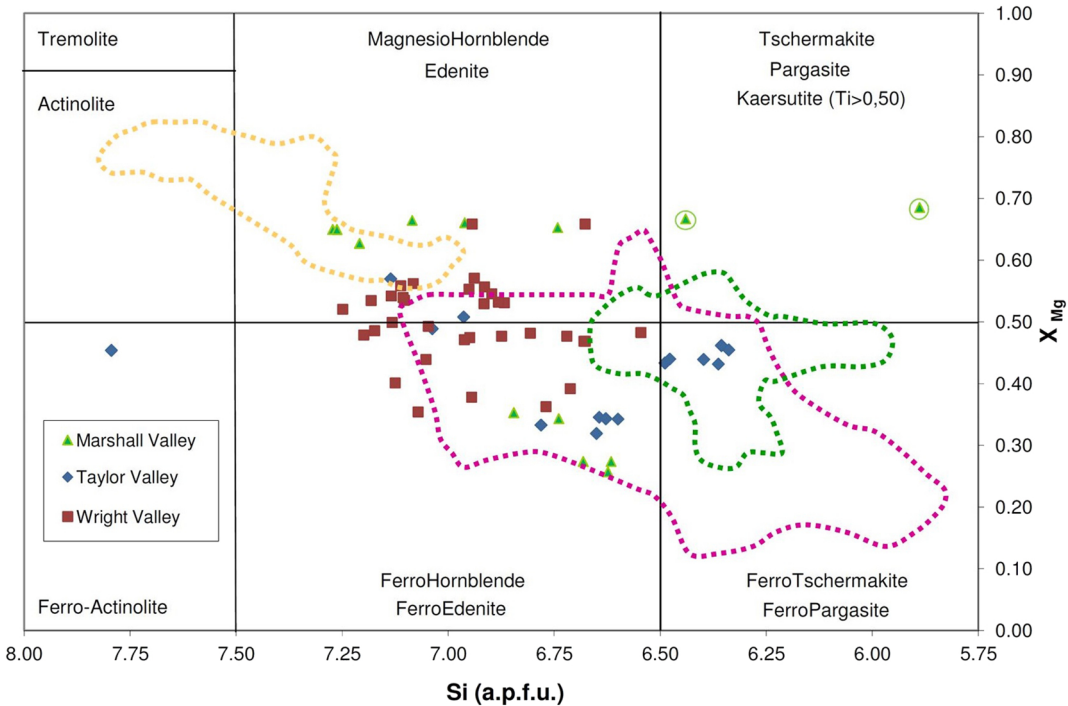 Tremolite
MagnesioHornblende
Tschermakite
Edenite
Pargasite
Actinolite
Kaersutite (Ti>0,50)
1.00
0.90
0.80
0.70
0.60
0.50
0.40
0.30
0.20
0.10
0.00
X Mg
Marshall Valley
Taylor Valley
Wright Valley
FerroHornblende
FerroTschermakite
Ferro-Actinolite
FerroEdenite
FerroPargasite
8.00 7.75 7.50 7.25 7.00 6.75 6.50 6.25 6.00 5.75
Si (a.p.f.u.)